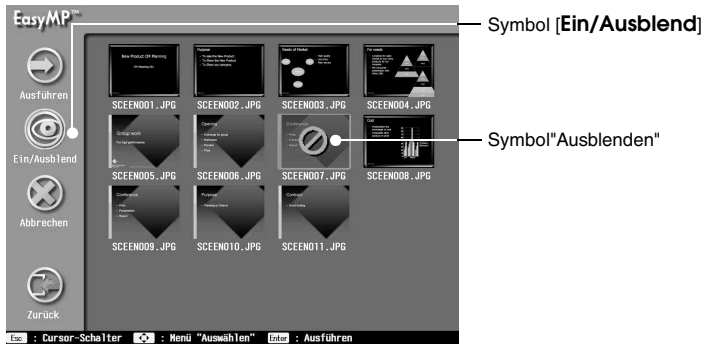 EasyMP™
Symbol [Ein/Ausblend]
Ausführen
Ein/Ausblend
Abbrechen
Zurück
New Product CM Planning
SCEEN001.JPG
Purpose
SCEEN002.JPG
Needs of Market
SCEEN003.JPG
For needs
SCEEN004.JPG
Group work
For high performance
SCEEN005.JPG
Opening
SCEEN006.JPG
Conference
SCEEN007.JPG
Cost
SCEEN008.JPG
Symbol"Ausblenden"
Conference
SCEEN009.JPG
Purpose
SCEEN010.JPG
Contract
SCEEN011.JPG
Esc : Cursor-Schalter : Menü "Auswählen" Enter : Ausführen